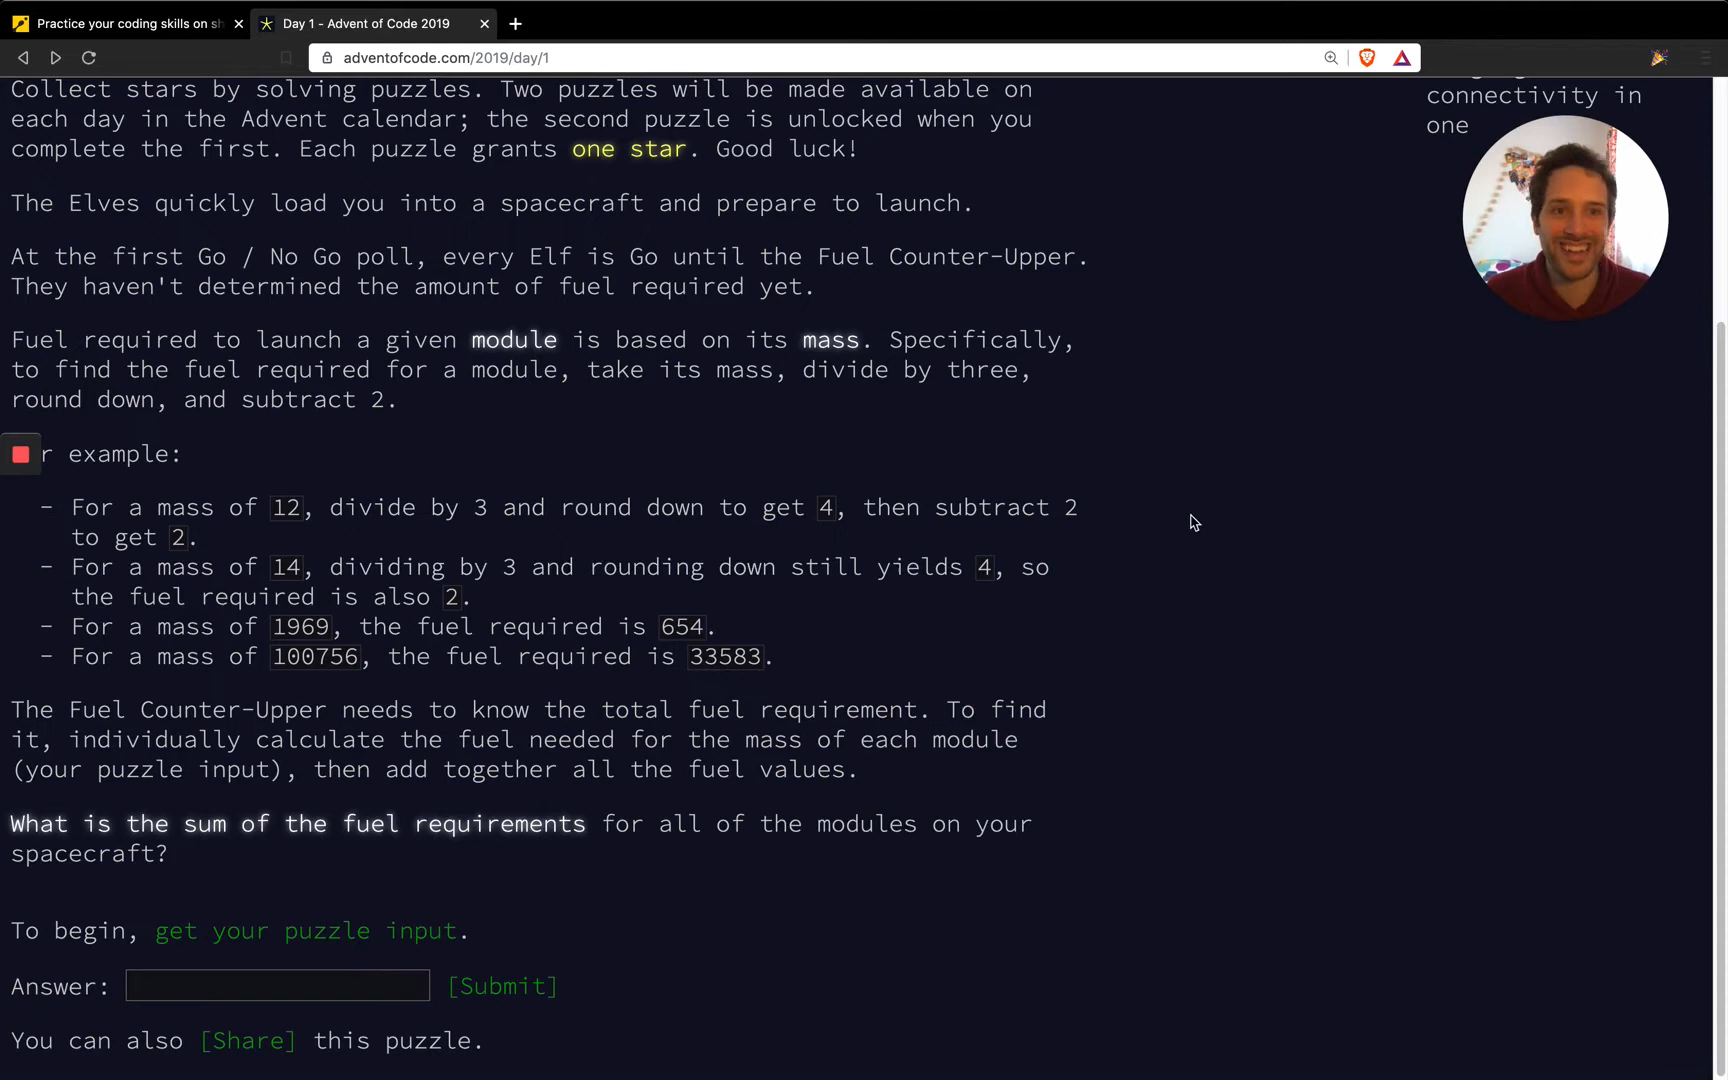 Practice your coding skills on sh
Day 1 - Advent of Code 2019
adventofcode.com/2019/day/1
Collect stars by solving puzzles. Two puzzles will be made available on
each day in the Advent calendar; the second puzzle is unlocked when you
complete the first. Each puzzle grants one star. Good luck!
The Elves quickly load you into a spacecraft and prepare to launch.
At the first Go / No Go poll, every Elf is Go until the Fuel Counter-Upper.
They haven't determined the amount of fuel required yet.
Fuel required to launch a given module is based on its mass. Specifically,
to find the fuel required for a module, take its mass, divide by three,
round down, and subtract 2.
r example:
- For a mass of 12, divide by 3 and round down to get 4, then subtract 2
to get 2.
- For a mass of 14, dividing by 3 and rounding down still yields 4, so
the fuel required is also 2.
- For a mass of 1969, the fuel required is 654.
- For a mass of 100756, the fuel required is 33583.
The Fuel Counter-Upper needs to know the total fuel requirement. To find
it, individually calculate the fuel needed for the mass of each module
(your puzzle input), then add together all the fuel values.
What is the sum of the fuel requirements for all of the modules on your
spacecraft?
To begin, get your puzzle input.
Answer: [Submit]
You can also [Share] this puzzle.
connectivity in
one